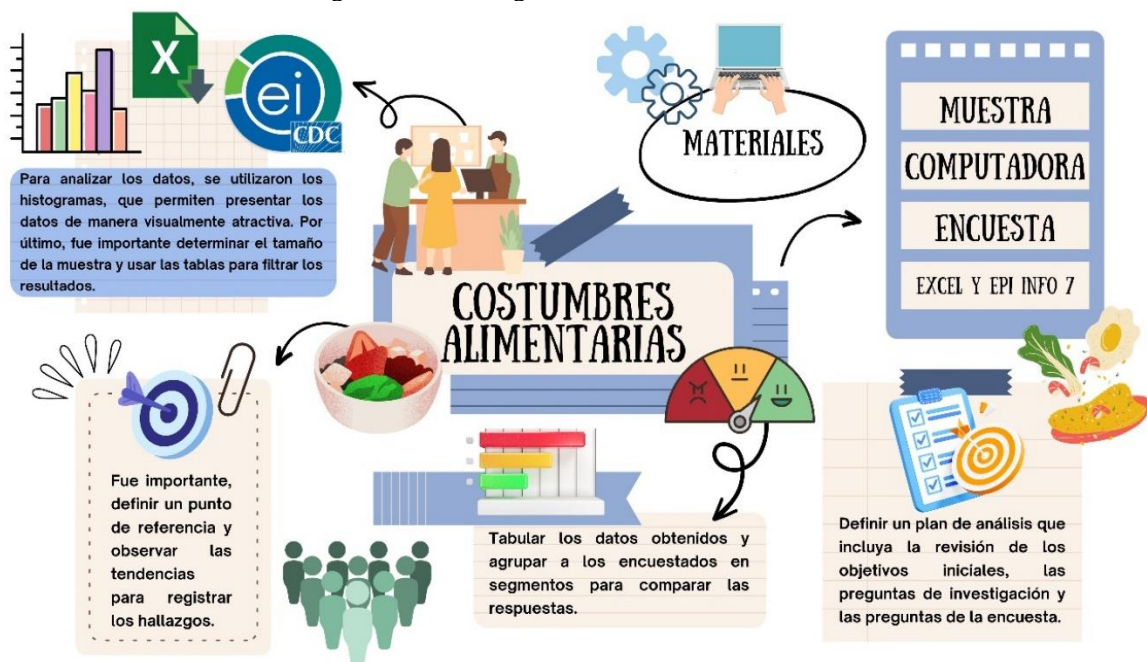 X
ei
CDC
Para analizar los datos, se utilizaron los
histogramas, que permiten presentar los
datos de manera visualmente atractiva. Por
último, fue importante determinar el tamaño
de la muestra y usar las tablas para filtrar los
resultados.
MATERIALES
MUESTRA
COMPUTADORA
ENCUESTA
EXCEL Y EPI INFO 7
COSTUMBRES
ALIMENTARIAS
Fue importante,
definir un punto
de referencia y
observar las
tendencias
para registrar
los hallazgos.
Tabular los datos obtenidos y
agrupar a los encuestados en
segmentos para comparar las
respuestas.
Definir un plan de análisis que
incluya la revisión de los
objetivos iniciales, las
preguntas de investigación y
las preguntas de la encuesta.